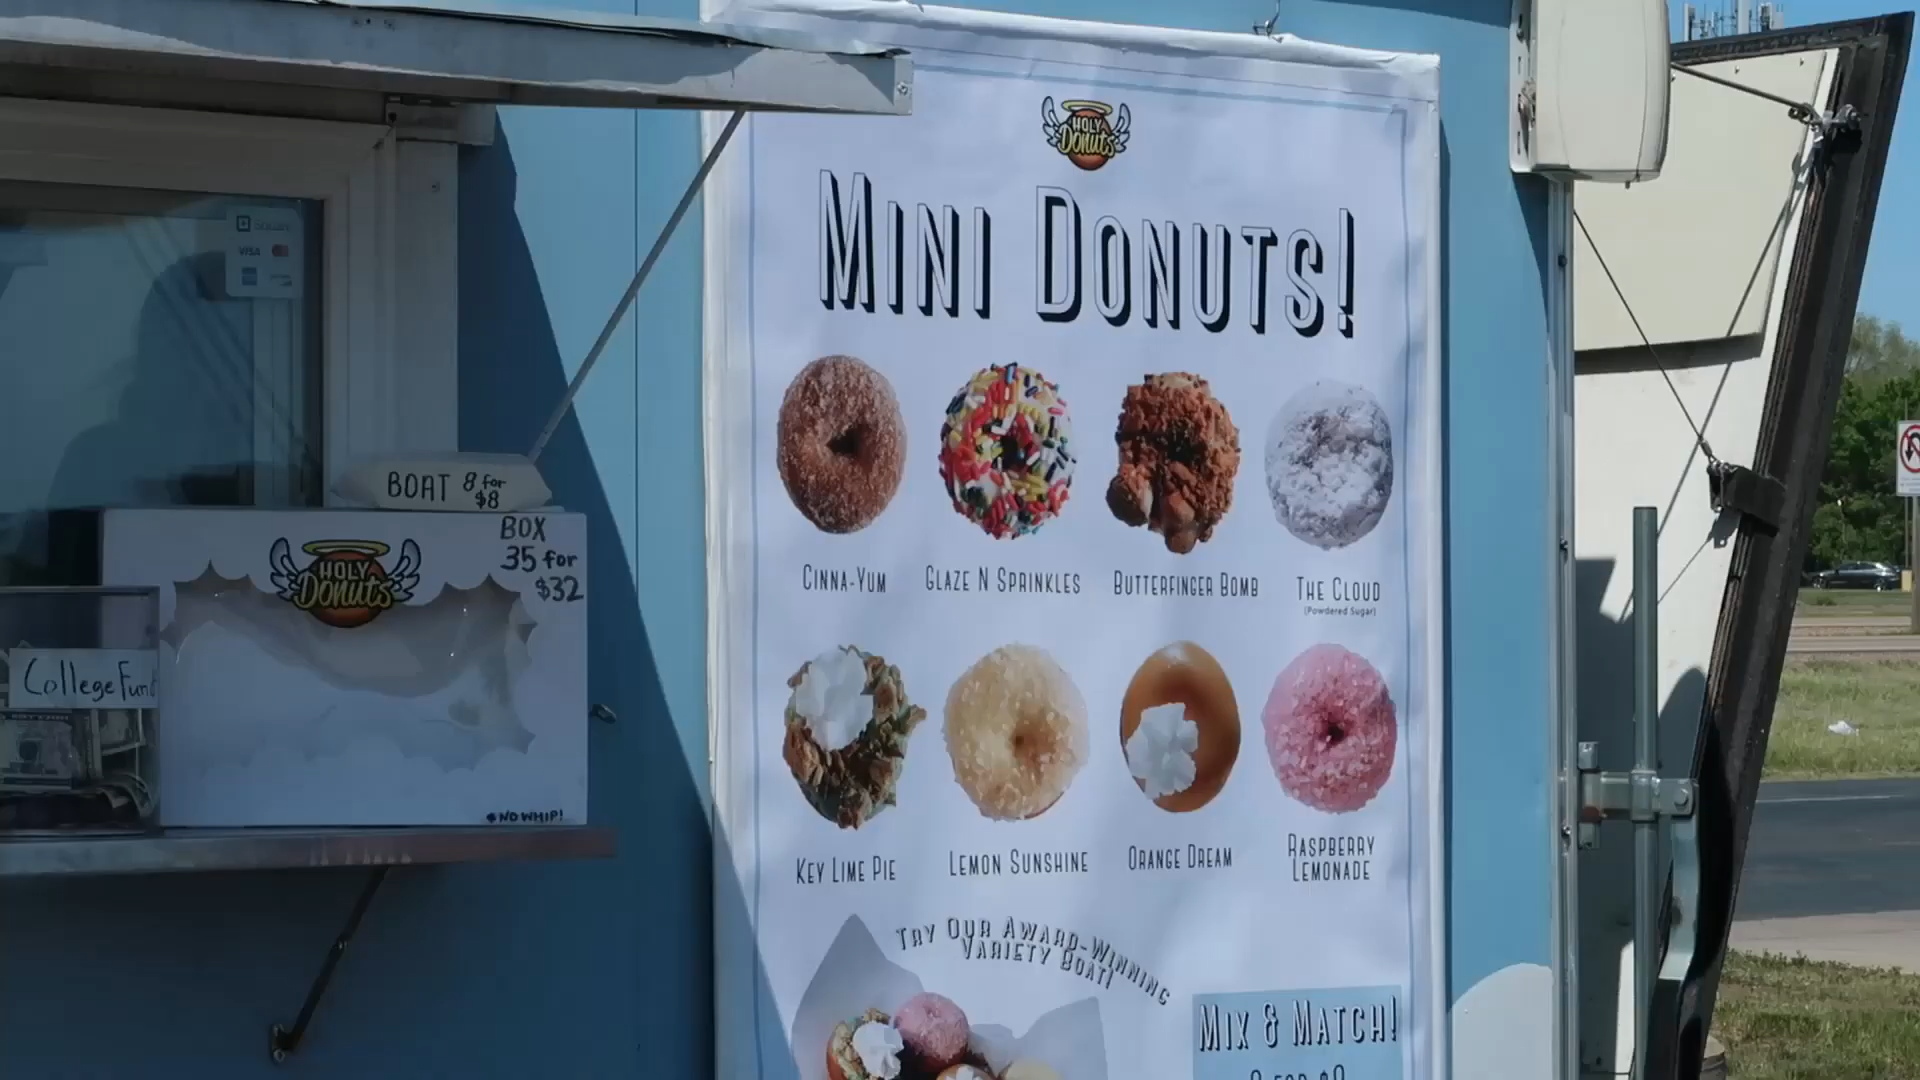 HOLY
Donuts
MINI DONUTS!
CINNA-YUM
GLAZE N SPRINKLES
BUTTERFINGER BOMB
THE CLOUD
(Powdered Sugar)
KEY LIME PIE
LEMON SUNSHINE
ORANGE DREAM
RASPBERRY
LEMONADE
TRY OUR AWARD-WINNING
VARIETY BOAT!
MIX & MATCH!
Square
VISA
BOAT 8 for
$8
BOX
35 for
$32
HOLY
Donuts
College Fund
*NO WHIP!